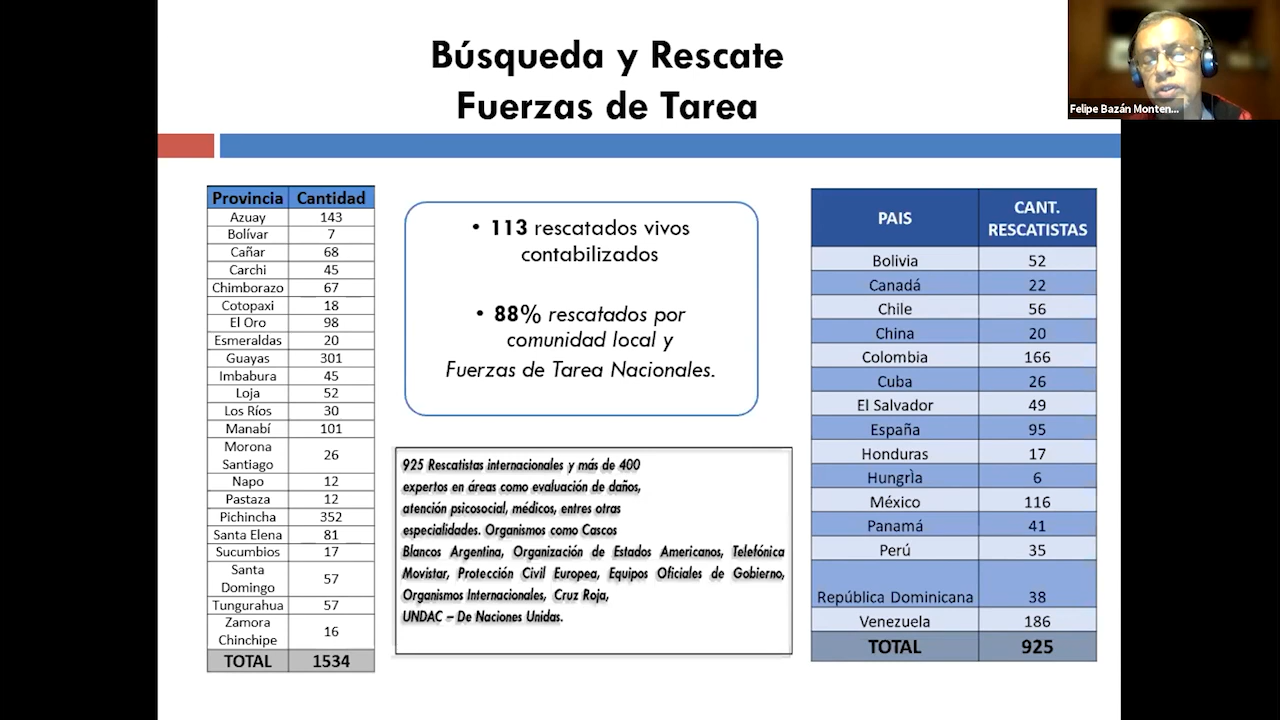 Búsqueda y Rescate
Fuerzas de Tarea
Felipe Bazán Monten...
Provincia Cantidad
Azuay 143
Bolívar 7
Cañar 68
Carchi 45
Chimborazo 67
Cotopaxi 18
El Oro 98
Esmeraldas 20
Guayas 301
Imbabura 45
Loja 52
Los Ríos 30
Manabí 101
Morona
Santiago 26
Napo 12
Pastaza 12
Pichincha 352
Santa Elena 81
Sucumbios 17
Santa
Domingo 57
Tungurahua 57
Zamora
Chinchipe 16
TOTAL 1534
• 113 rescatados vivos
contabilizados
• 88% rescatados por
comunidad local y
Fuerzas de Tarea Nacionales.
925 Rescatistas internacionales y más de 400
expertos en áreas como evaluación de daños,
atención psicosocial, médicos, entres otras
especialidades. Organismos como Cascos
Blancos Argentina, Organización de Estados Americanos, Telefónica
Movistar, Protección Civil Europea, Equipos Oficiales de Gobierno,
Organismos Internacionales, Cruz Roja,
UNDAC – De Naciones Unidas.
PAIS CANT.
RESCATISTAS
Bolivia 52
Canadá 22
Chile 56
China 20
Colombia 166
Cuba 26
El Salvador 49
España 95
Honduras 17
Hungrìa 6
México 116
Panamá 41
Perú 35
República Dominicana 38
Venezuela 186
TOTAL 925